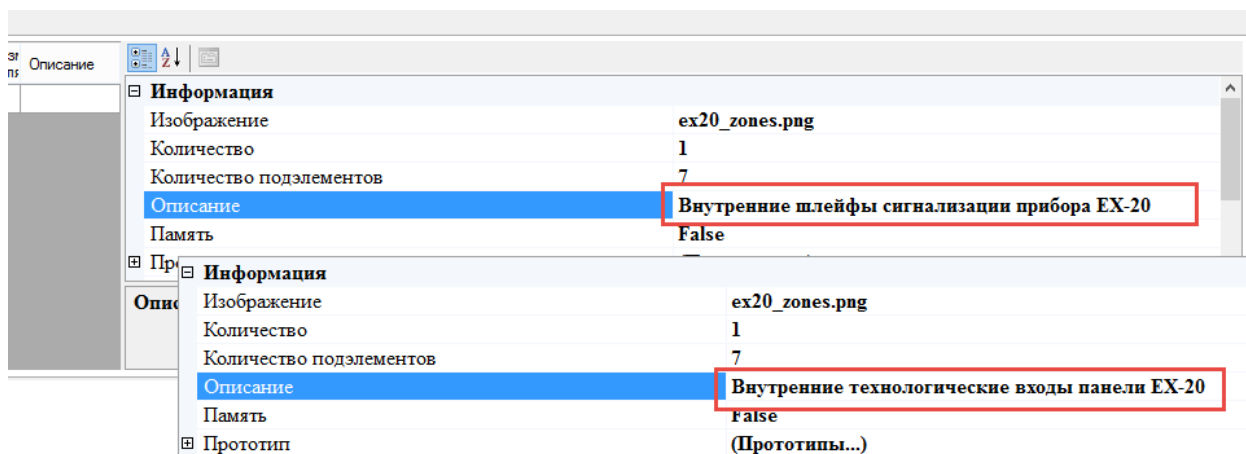 Описание
Информация
Изображение ex20_zones.png
Количество 1
Количество подэлементов 7
Описание Внутренние шлейфы сигнализации прибора EX-20
Память False
Информация
Изображение ex20_zones.png
Количество 1
Количество подэлементов 7
Описание Внутренние технологические входы панели EX-20
Память False
Прототип (Прототипы...)